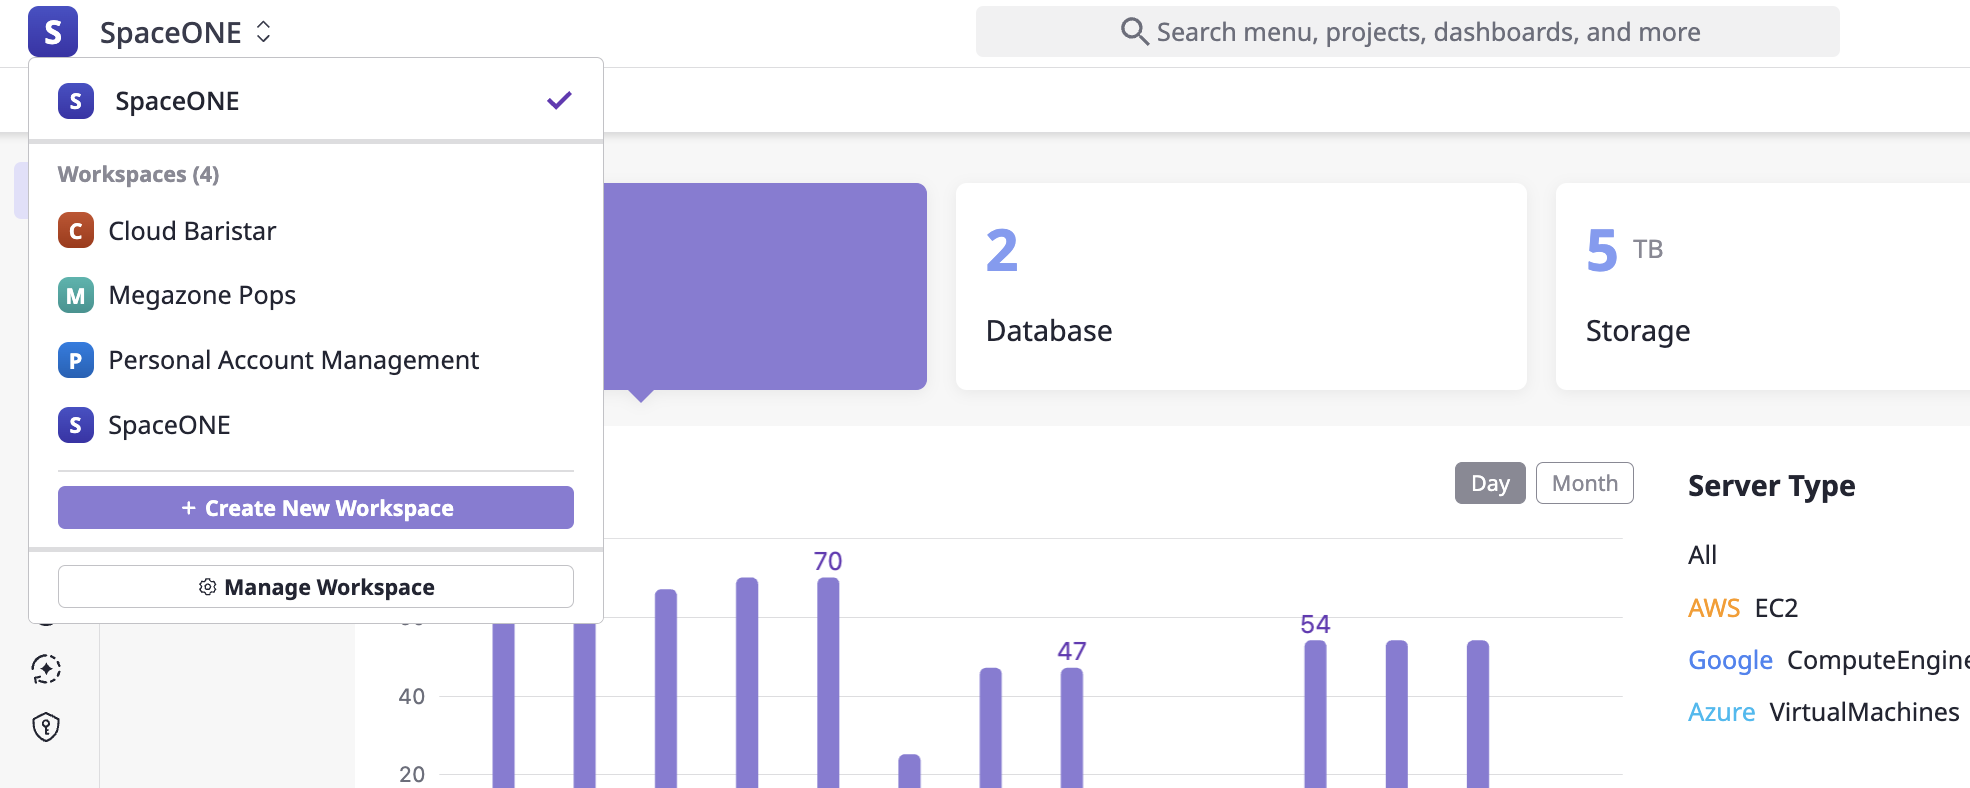 S SpaceONE
Search menu, projects, dashboards, and more
S SpaceONE
Workspaces (4)
C Cloud Baristar
M Megazone Pops
P Personal Account Management
S SpaceONE
+ Create New Workspace
Manage Workspace
2
Database
5 TB
Storage
Day Month
70
47
54
40
20
Server Type
All
AWS EC2
Google ComputeEngine
Azure VirtualMachines